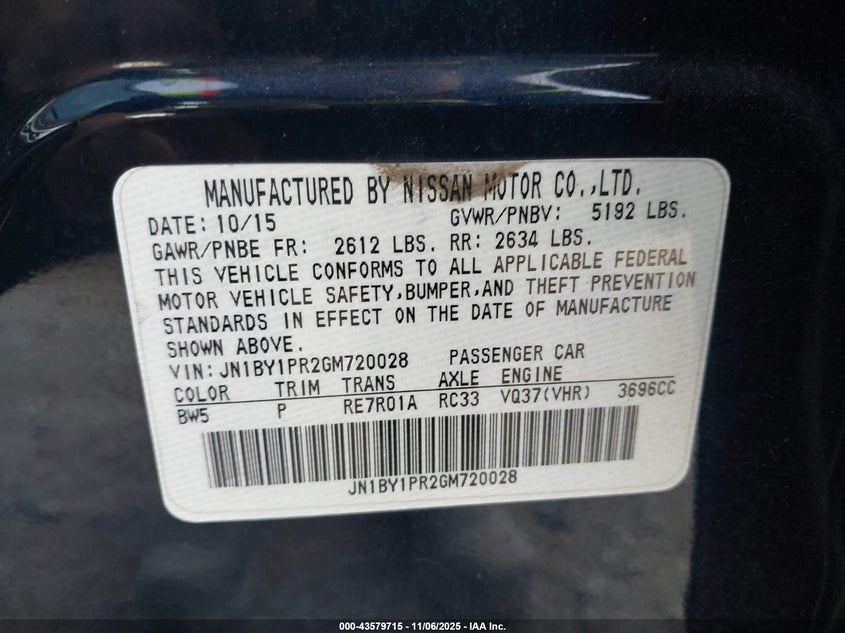 MANUFACTURED BY NISSAN MOTOR CO.,LTD.
DATE: 10/15 GVWR/PNBV: 5192 LBS.
GAWR/PNBE FR: 2612 LBS. RR: 2634 LBS.
THIS VEHICLE CONFORMS TO ALL APPLICABLE FEDERAL
MOTOR VEHICLE SAFETY,BUMPER,AND THEFT PREVENTION
STANDARDS IN EFFECT ON THE DATE OF MANUFACTURE
SHOWN ABOVE.
VIN: JN1BY1PR2GM720028 PASSENGER CAR
COLOR TRIM TRANS AXLE ENGINE
BW5 P RE7R01A RC33 VQ37(VHR) 3696CC
JN1BY1PR2GM720028
000-43579715 - 11/06/2025 - IAA Inc.